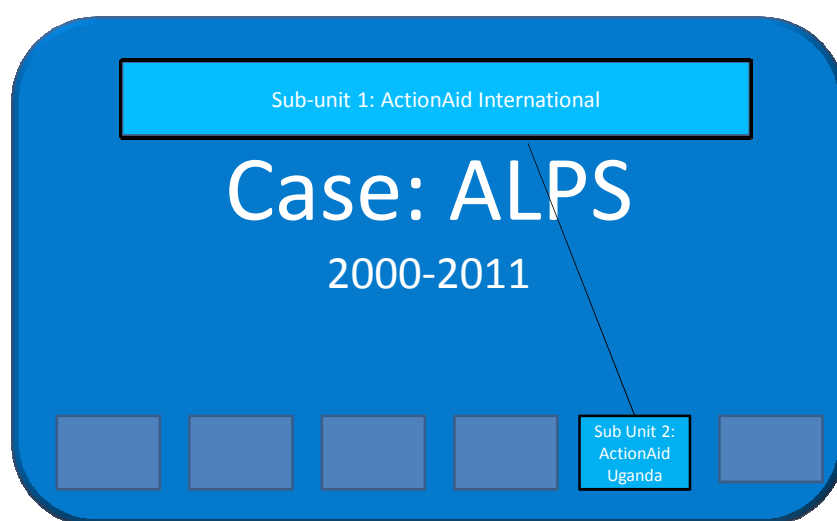 Sub-unit 1: ActionAid International
Case: ALPS
2000-2011
Sub Unit 2:
ActionAid
Uganda